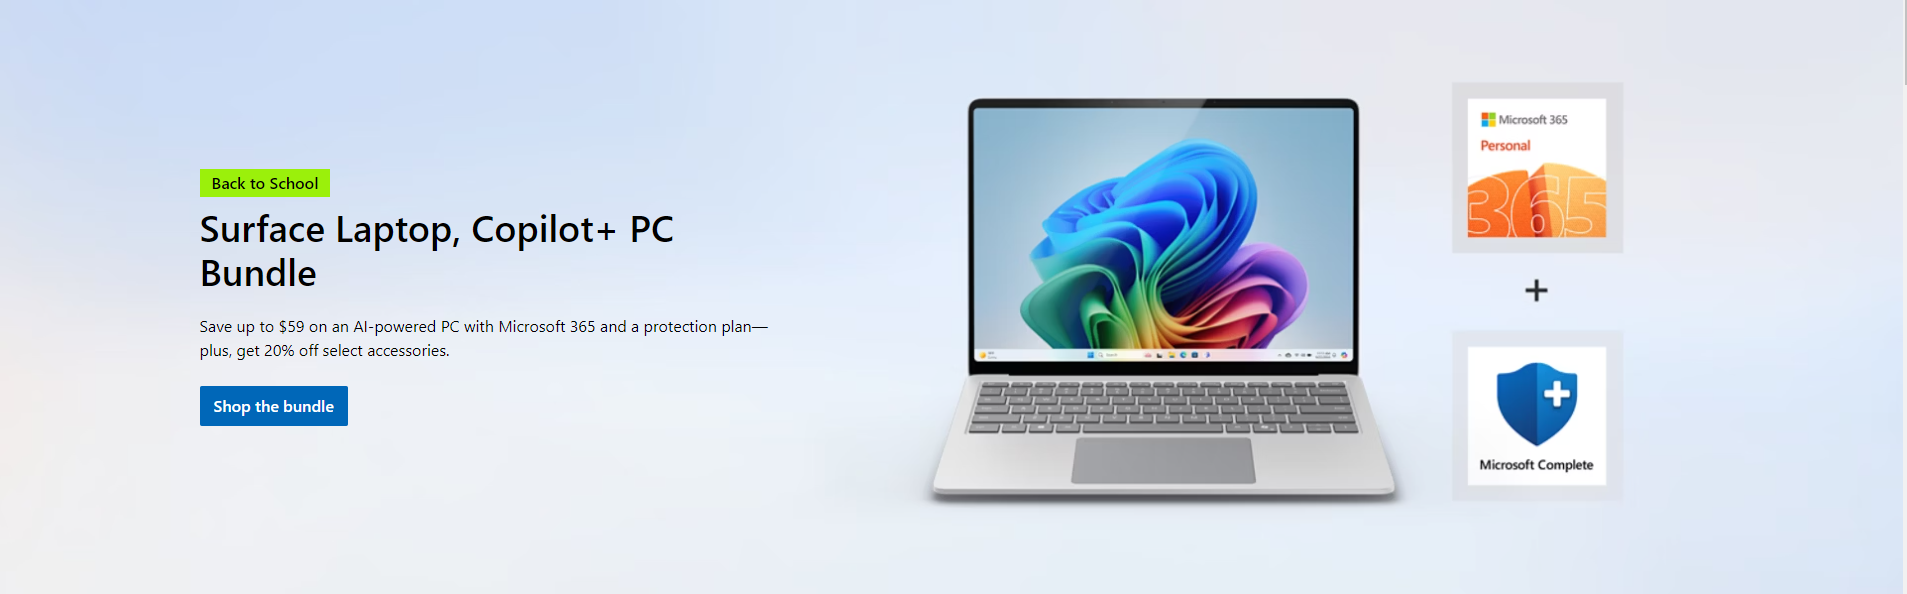 Back to School
Surface Laptop, Copilot+ PC
Bundle
Save up to $59 on an AI-powered PC with Microsoft 365 and a protection plan—
plus, get 20% off select accessories.
Shop the bundle
Microsoft 365
Personal
365
+
Microsoft Complete